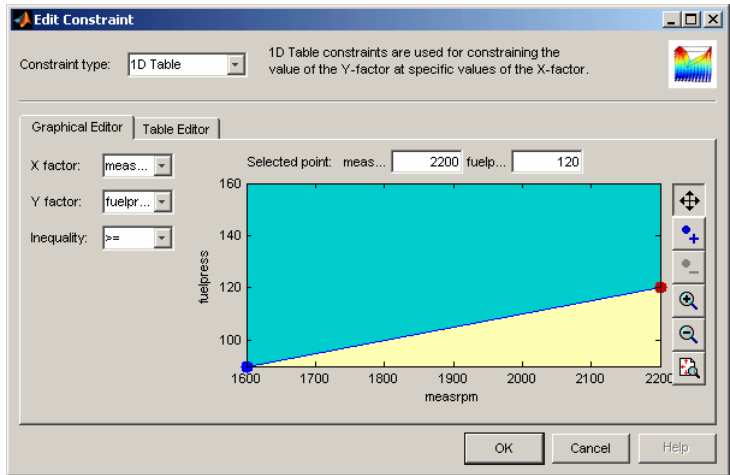 Edit Constraint
Constraint type: 1D Table
1D Table constraints are used for constraining the
value of the Y-factor at specific values of the X-factor.
Graphical Editor Table Editor
X factor: meas...
Y factor: fuelpr...
Inequality: >=
Selected point: meas... 2200 fuelp... 120
160
140
120
100
fuelpress
1600 1700 1800 1900 2000 2100 2200
measrpm
OK Cancel Help